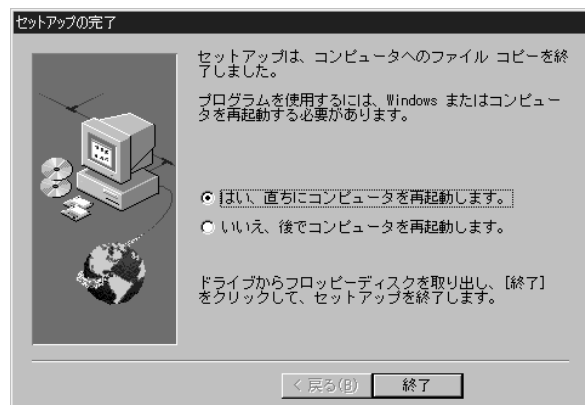 セットアップの完了
セットアップは、コンピュータへのファイル コピーを終
了しました。
プログラムを使用するには、Windows またはコンピュー
タを再起動する必要があります。
はい、直ちにコンピュータを再起動します。
いいえ、後でコンピュータを再起動します。
ドライブからフロッピーディスクを取り出し、[終了]
をクリックして、セットアップを終了します。
< 戻る(B)
終了